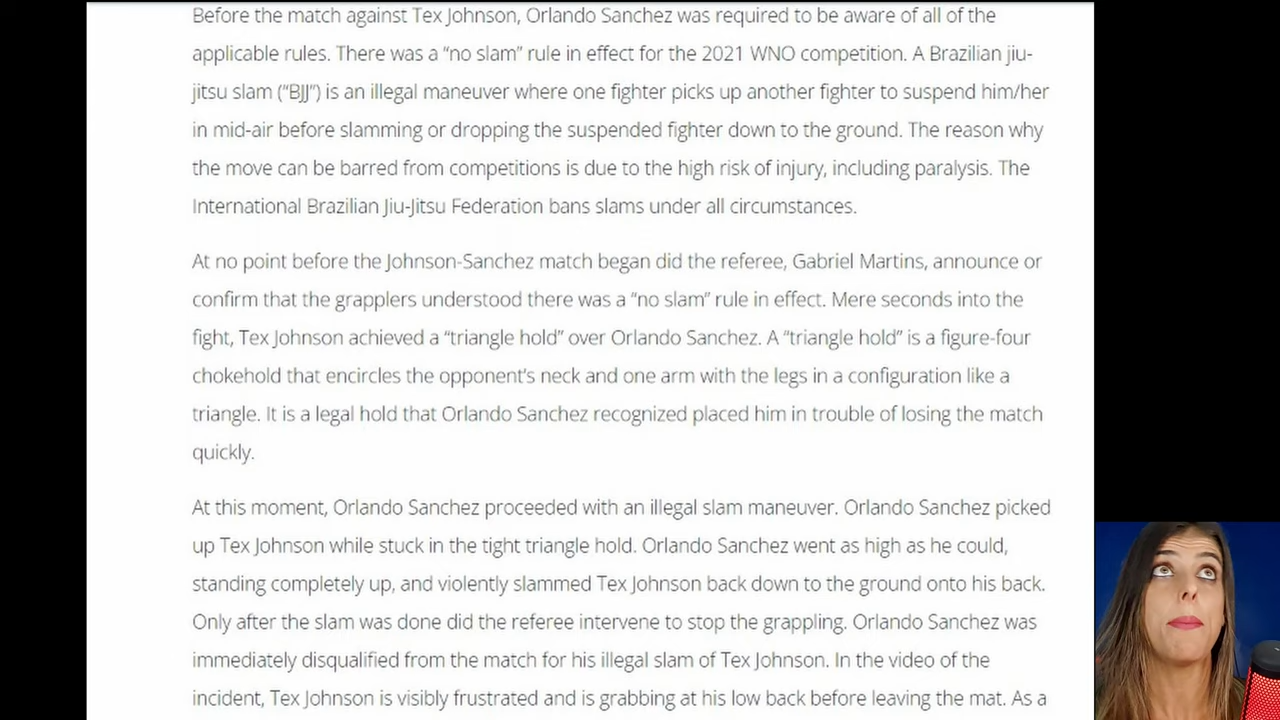 Before the match against Tex Johnson, Orlando Sanchez was required to be aware of all of the
applicable rules. There was a “no slam” rule in effect for the 2021 WNO competition. A Brazilian jiu-
jitsu slam (“BJJ”) is an illegal maneuver where one fighter picks up another fighter to suspend him/her
in mid-air before slamming or dropping the suspended fighter down to the ground. The reason why
the move can be barred from competitions is due to the high risk of injury, including paralysis. The
International Brazilian Jiu-Jitsu Federation bans slams under all circumstances.
At no point before the Johnson-Sanchez match began did the referee, Gabriel Martins, announce or
confirm that the grapplers understood there was a “no slam” rule in effect. Mere seconds into the
fight, Tex Johnson achieved a “triangle hold” over Orlando Sanchez. A “triangle hold” is a figure-four
chokehold that encircles the opponent’s neck and one arm with the legs in a configuration like a
triangle. It is a legal hold that Orlando Sanchez recognized placed him in trouble of losing the match
quickly.
At this moment, Orlando Sanchez proceeded with an illegal slam maneuver. Orlando Sanchez picked
up Tex Johnson while stuck in the tight triangle hold. Orlando Sanchez went as high as he could,
standing completely up, and violently slammed Tex Johnson back down to the ground onto his back.
Only after the slam was done did the referee intervene to stop the grappling. Orlando Sanchez was
immediately disqualified from the match for his illegal slam of Tex Johnson. In the video of the
incident, Tex Johnson is visibly frustrated and is grabbing at his low back before leaving the mat. As a